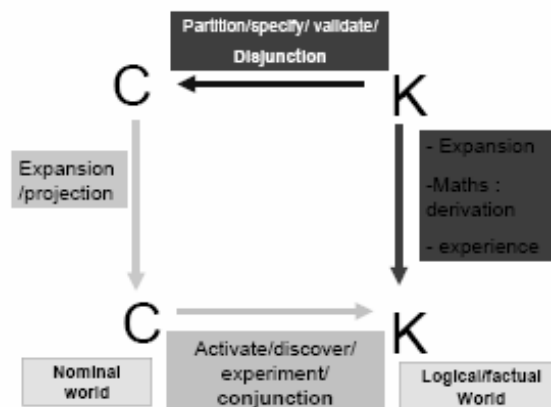 Partition/specify/ validate/
Disjunction
C
K
Expansion
/projection
- Expansion
-Maths :
derivation
- experience
C
K
Activate/discover/
experiment/
conjunction
Nominal
world
Logical/factual
World